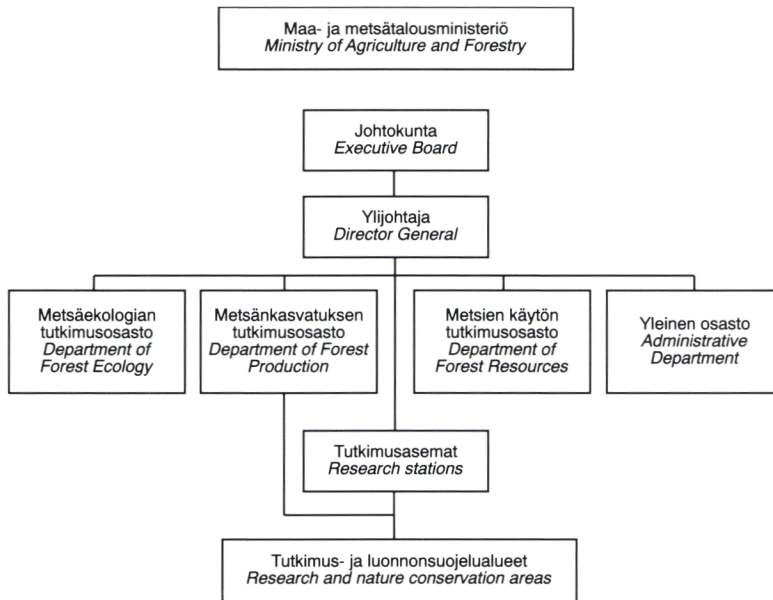 Maa- ja metsätalousministeriö
Ministry of Agriculture and Forestry
Johtokunta
Executive Board
Ylijohtaja
Director General
Metsäekologian
tutkimusosasto
Department of
Forest Ecology
Metsänkasvatuksen
tutkimusosasto
Department of Forest
Production
Metsien käytön
tutkimusosasto
Department of
Forest Resources
Yleinen osasto
Administrative
Department
Tutkimusasemat
Research stations
Tutkimus- ja luonnonsuojelualueet
Research and nature conservation areas